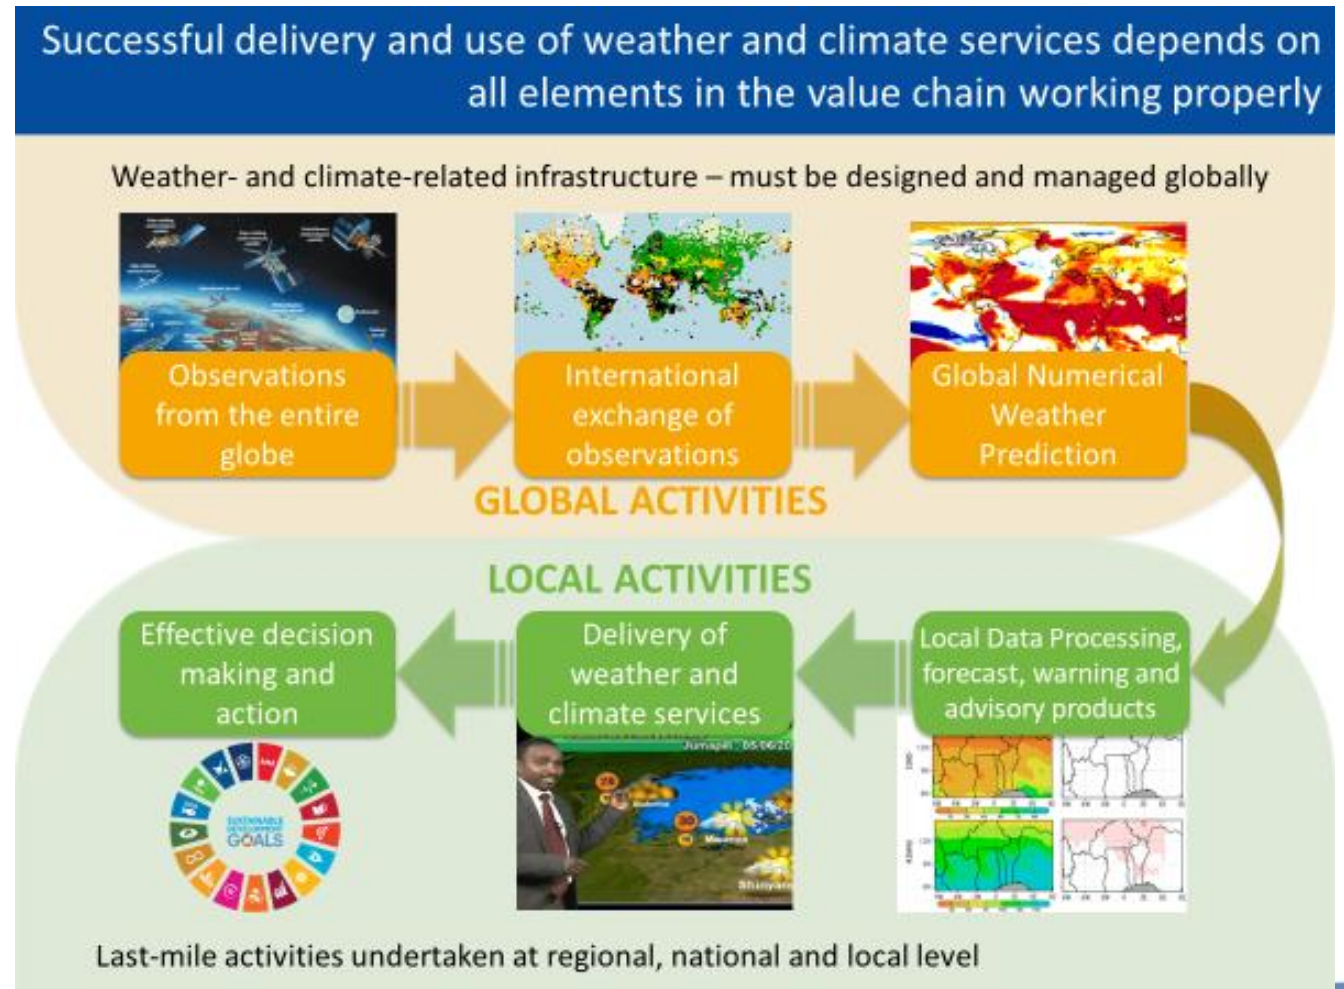 Successful delivery and use of weather and climate services depends on
all elements in the value chain working properly
Weather- and climate-related infrastructure – must be designed and managed globally
Observations
from the entire
globe
International
exchange of
observations
Global Numerical
Weather
Prediction
GLOBAL ACTIVITIES
LOCAL ACTIVITIES
Effective decision
making and
action
Delivery of
weather and
climate services
Local Data Processing,
forecast, warning and
advisory products
SUSTAINABLE
DEVELOPMENT
GOALS
Last-mile activities undertaken at regional, national and local level